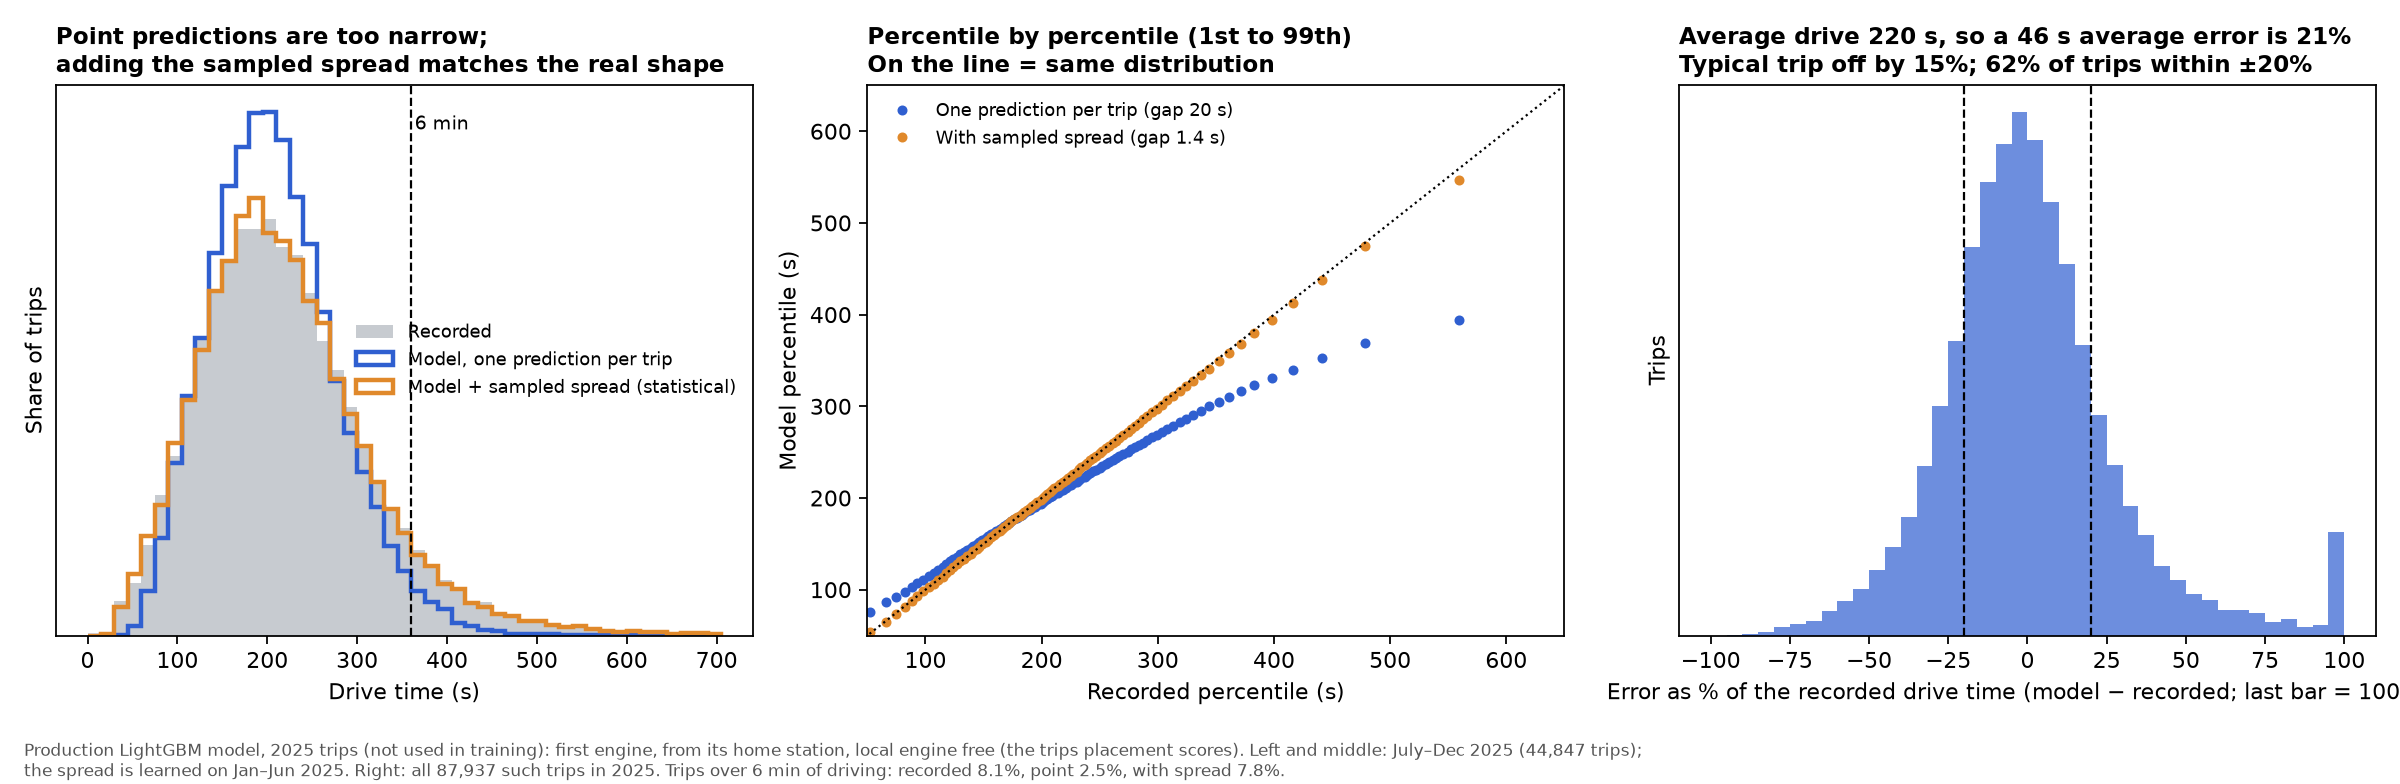 Point predictions are too narrow;
adding the sampled spread matches the real shape
6 min
Recorded
Model, one prediction per trip
Model + sampled spread (statistical)
Share of trips
0 100 200 300 400 500 600 700
Drive time (s)
Percentile by percentile (1st to 99th)
On the line = same distribution
One prediction per trip (gap 20 s)
With sampled spread (gap 1.4 s)
Model percentile (s)
600
500
400
300
200
100
100 200 300 400 500 600
Recorded percentile (s)
Average drive 220 s, so a 46 s average error is 21%
Typical trip off by 15%; 62% of trips within ±20%
Trips
−100 −75 −50 −25 0 25 50 75 100
Error as % of the recorded drive time (model − recorded; last bar = 100
Production LightGBM model, 2025 trips (not used in training): first engine, from its home station, local engine free (the trips placement scores). Left and middle: July–Dec 2025 (44,847 trips);
the spread is learned on Jan–Jun 2025. Right: all 87,937 such trips in 2025. Trips over 6 min of driving: recorded 8.1%, point 2.5%, with spread 7.8%.